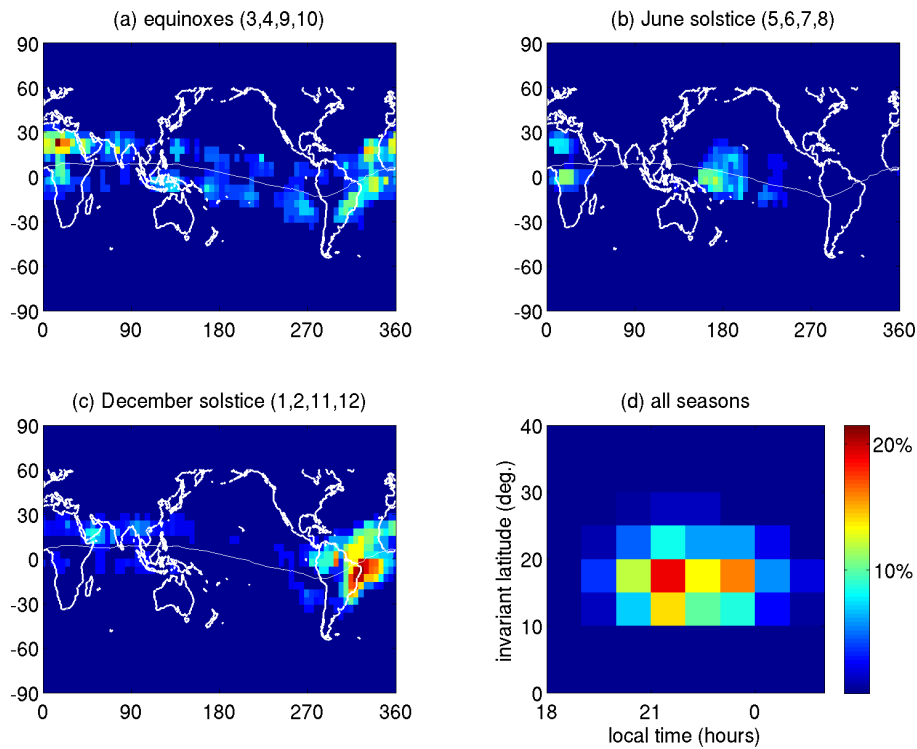 (a) equinoxes (3,4,9,10)
90
60
30
0
-30
-60
-90
0 90 180 270 360
(b) June solstice (5,6,7,8)
90
60
30
0
-30
-60
-90
0 90 180 270 360
(c) December solstice (1,2,11,12)
90
60
30
0
-30
-60
-90
0 90 180 270 360
(d) all seasons
40
30
20
10
0
invariant latitude (deg.)
18 21 0
local time (hours)
20%
10%